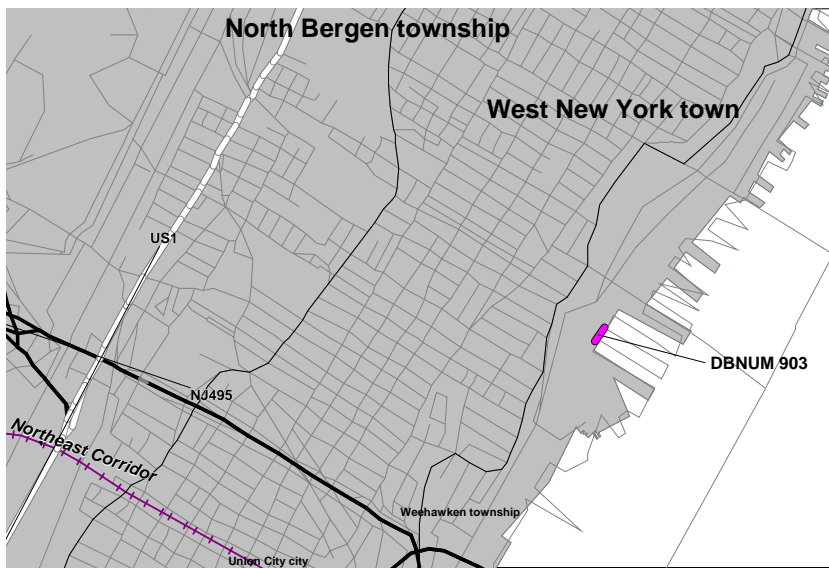 North Bergen township
West New York town
US1
DBNUM 903
NJ495
Northeast Corridor
Weehawken township
Union City city